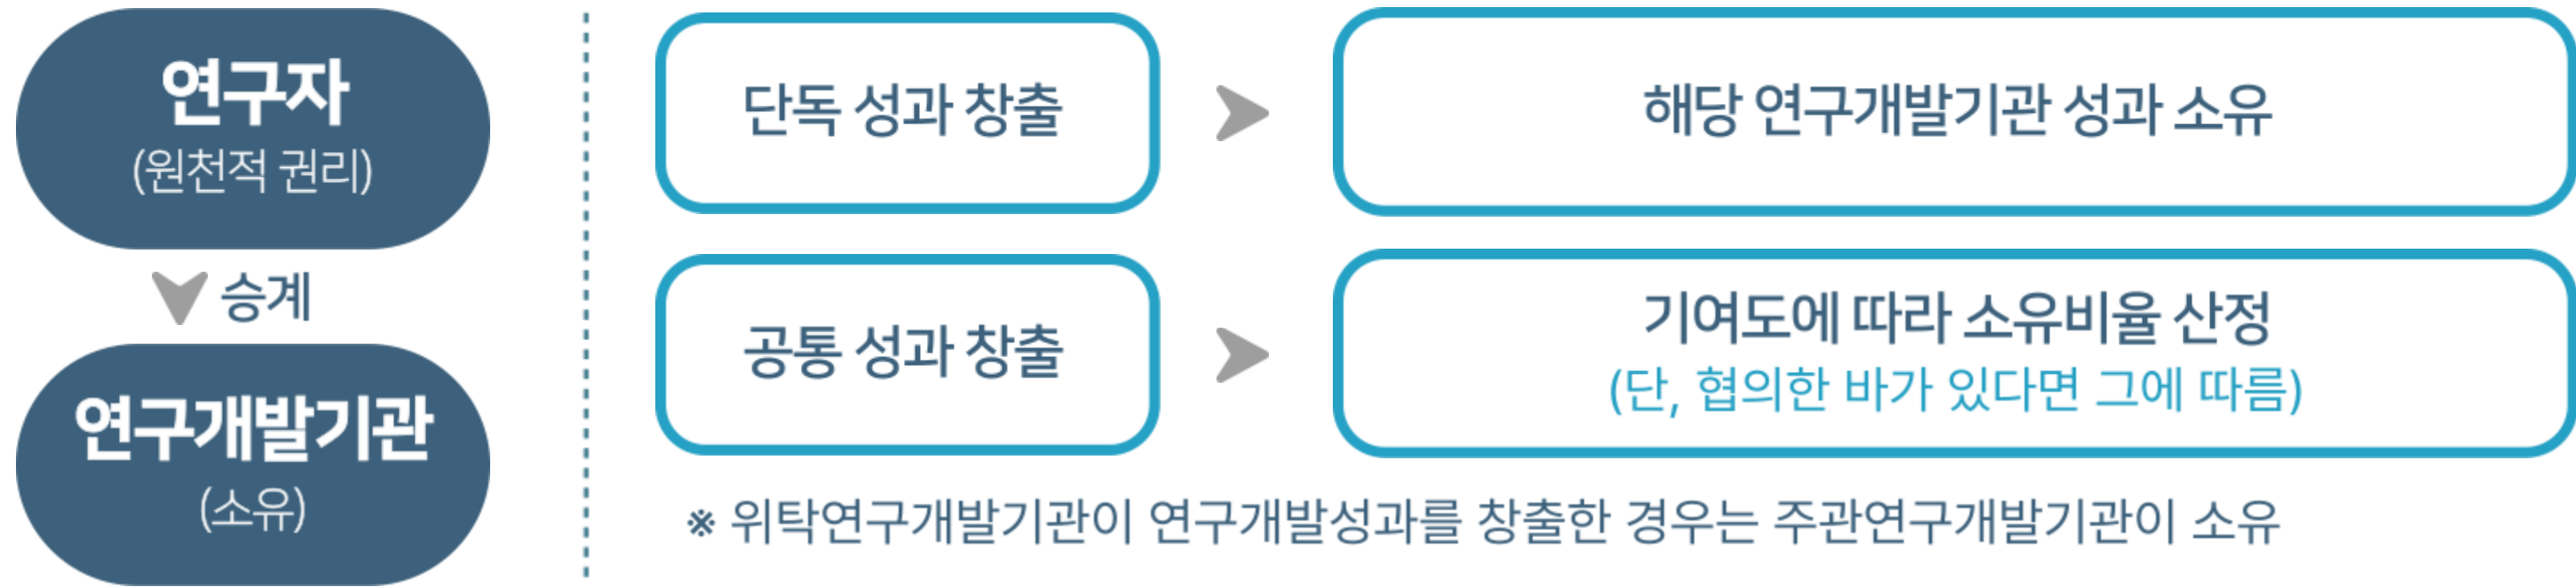 연구자
(원천적 권리)
승계
연구개발기관
(소유)
단독 성과 창출
해당 연구개발기관 성과 소유
공통 성과 창출
기여도에 따라 소유비율 산정
(단, 협의한 바가 있다면 그에 따름)
※ 위탁연구개발기관이 연구개발성과를 창출한 경우는 주관연구개발기관이 소유